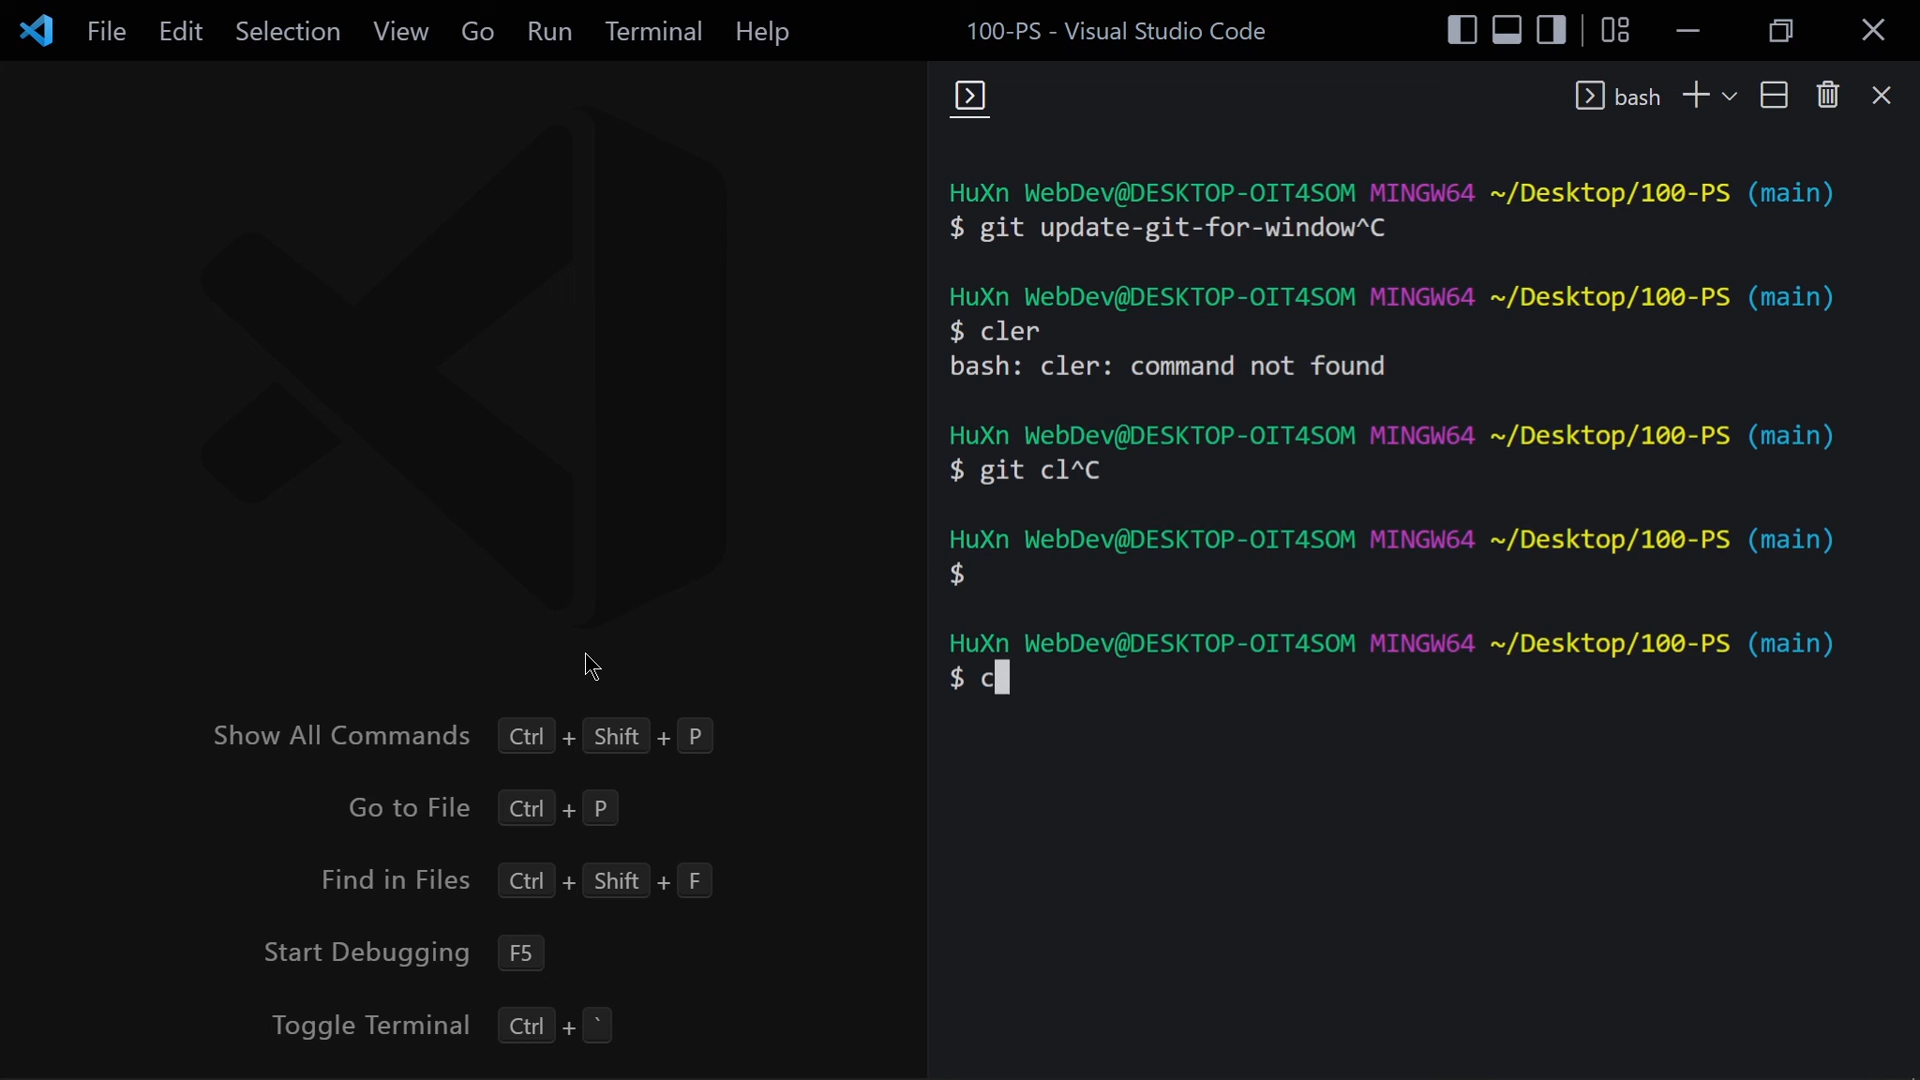 File Edit Selection View Go Run Terminal Help 100-PS - Visual Studio Code
bash
HuXn WebDev@DESKTOP-OIT4SOM MINGW64 ~/Desktop/100-PS (main)
$ git update-git-for-window^C
HuXn WebDev@DESKTOP-OIT4SOM MINGW64 ~/Desktop/100-PS (main)
$ cler
bash: cler: command not found
HuXn WebDev@DESKTOP-OIT4SOM MINGW64 ~/Desktop/100-PS (main)
$ git cl^C
HuXn WebDev@DESKTOP-OIT4SOM MINGW64 ~/Desktop/100-PS (main)
$
HuXn WebDev@DESKTOP-OIT4SOM MINGW64 ~/Desktop/100-PS (main)
$ c
Show All Commands Ctrl + Shift + P
Go to File Ctrl + P
Find in Files Ctrl + Shift + F
Start Debugging F5
Toggle Terminal Ctrl + `